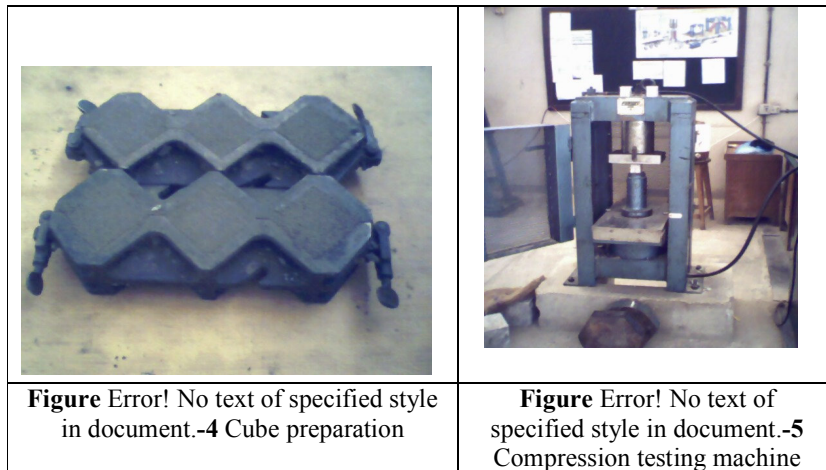 Figure Error! No text of specified style
in document.-4 Cube preparation
Figure Error! No text of
specified style in document.-5
Compression testing machine